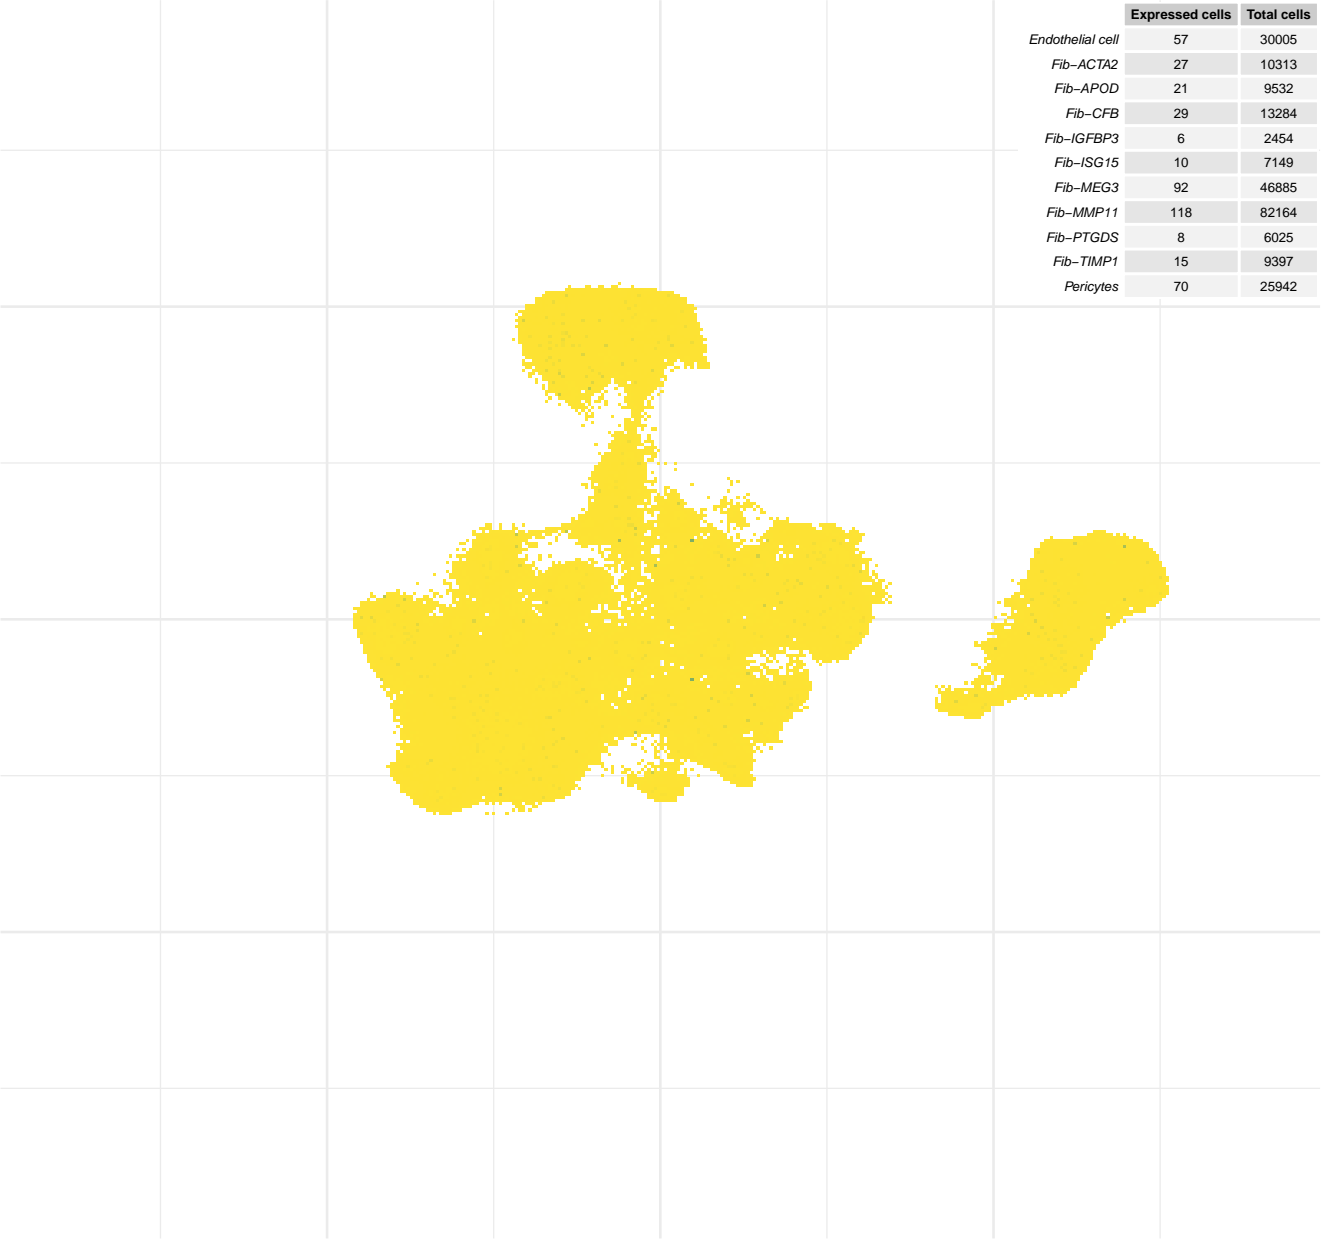 Expressed cells Total cells
Endothelial cell 57 30005
Fib−ACTA2 27 10313
Fib−APOD 21 9532
Fib−CFB 29 13284
Fib−IGFBP3 6 2454
Fib−ISG15 10 7149
Fib−MEG3 92 46885
Fib−MMP11 118 82164
Fib−PTGDS 8 6025
Fib−TIMP1 15 9397
Pericytes 70 25942